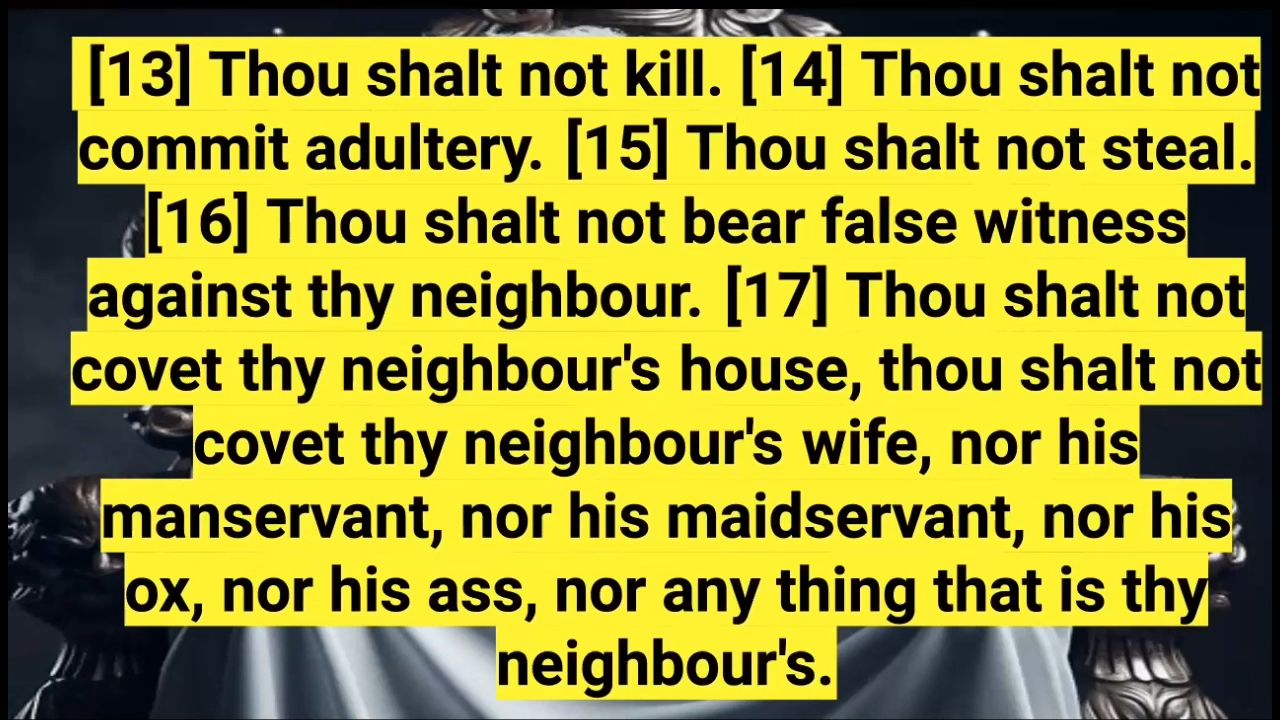 [13] Thou shalt not kill. [14] Thou shalt not
commit adultery. [15] Thou shalt not steal.
[16] Thou shalt not bear false witness
against thy neighbour. [17] Thou shalt not
covet thy neighbour's house, thou shalt not
covet thy neighbour's wife, nor his
manservant, nor his maidservant, nor his
ox, nor his ass, nor any thing that is thy
neighbour's.